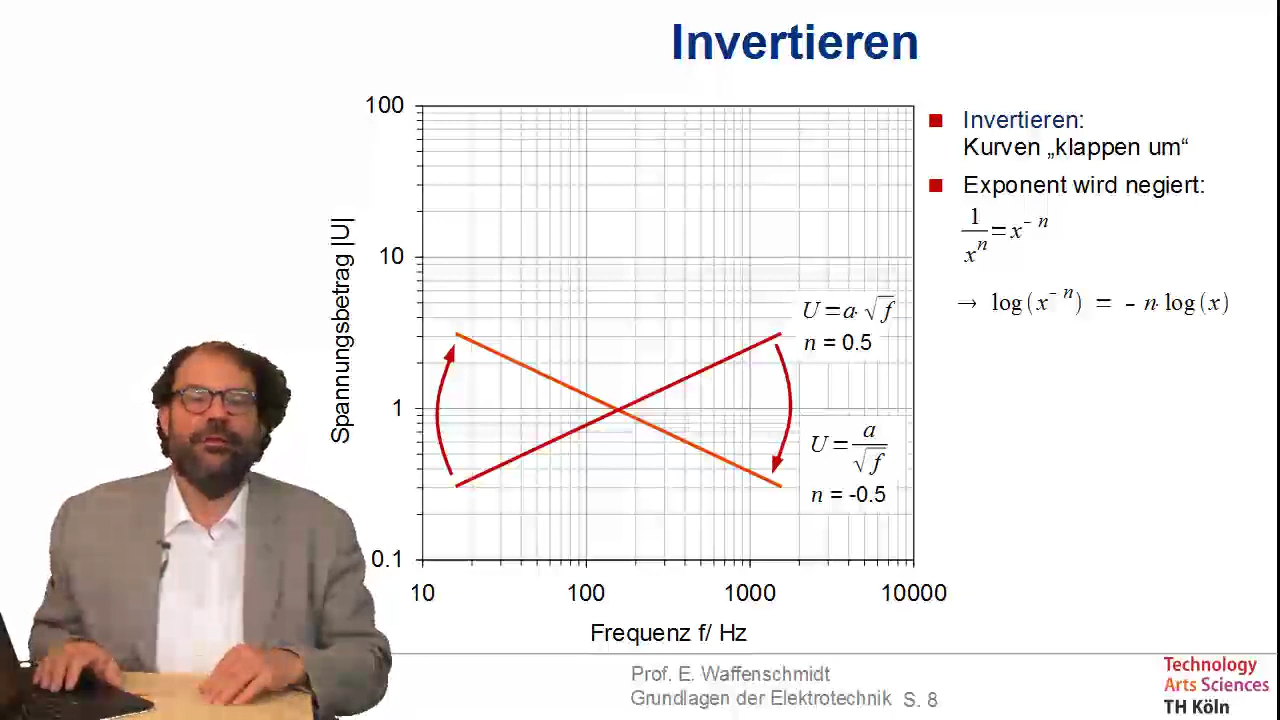 Invertieren
100
10
1
0.1
10
100
1000
10000
Spannungsbetrag |U|
Frequenz f/ Hz
U=a·√f
n = 0.5
U=a/√f
n = -0.5
■ Invertieren:
Kurven „klappen um“
■ Exponent wird negiert:
1/xⁿ=x⁻ⁿ
→ log(x⁻ⁿ) = - n·log(x)
Prof. E. Waffenschmidt
Grundlagen der Elektrotechnik S. 8
Technology
Arts Sciences
TH Köln